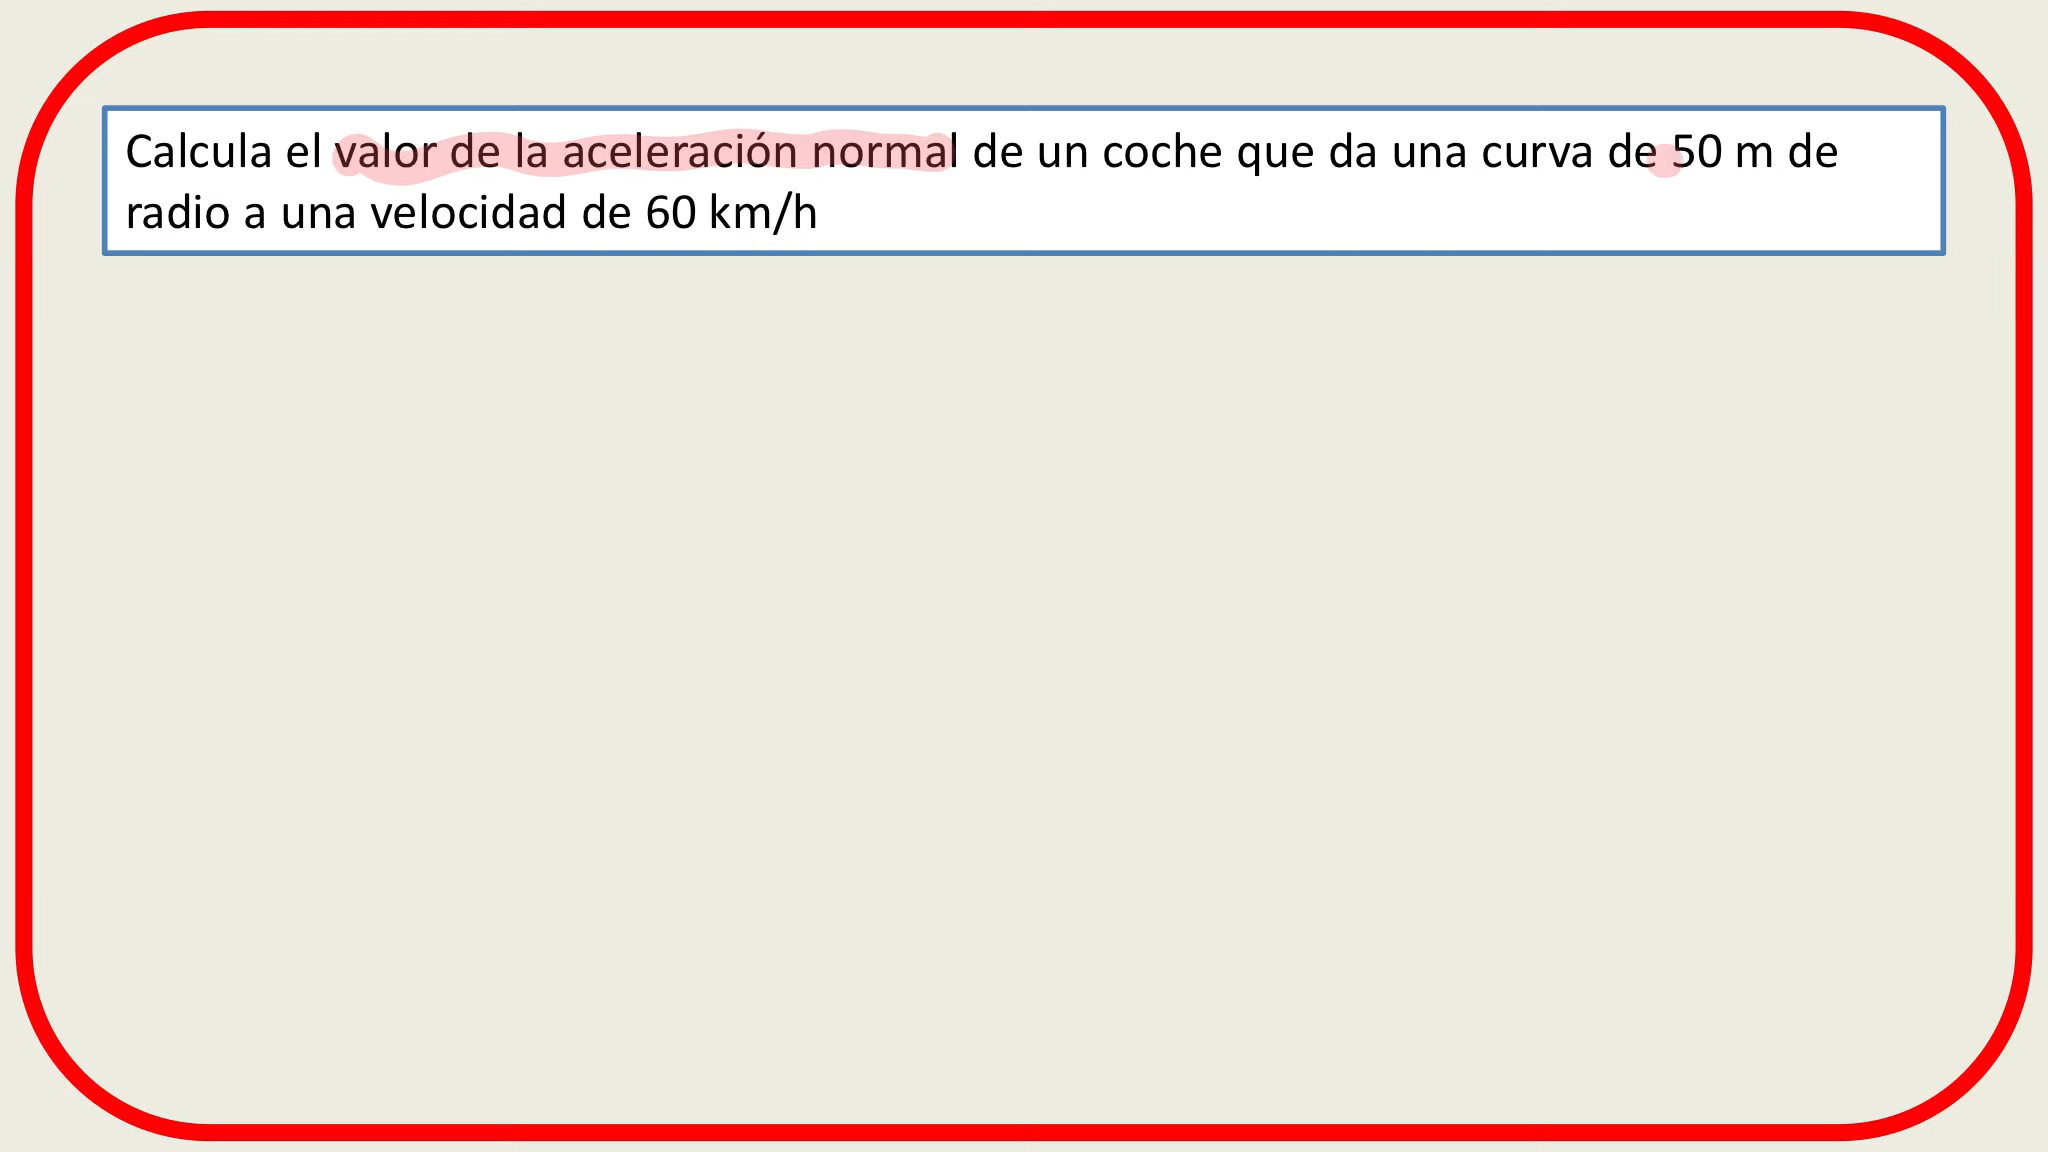 Calcula el valor de la aceleración normal de un coche que da una curva de 50 m de
radio a una velocidad de 60 km/h